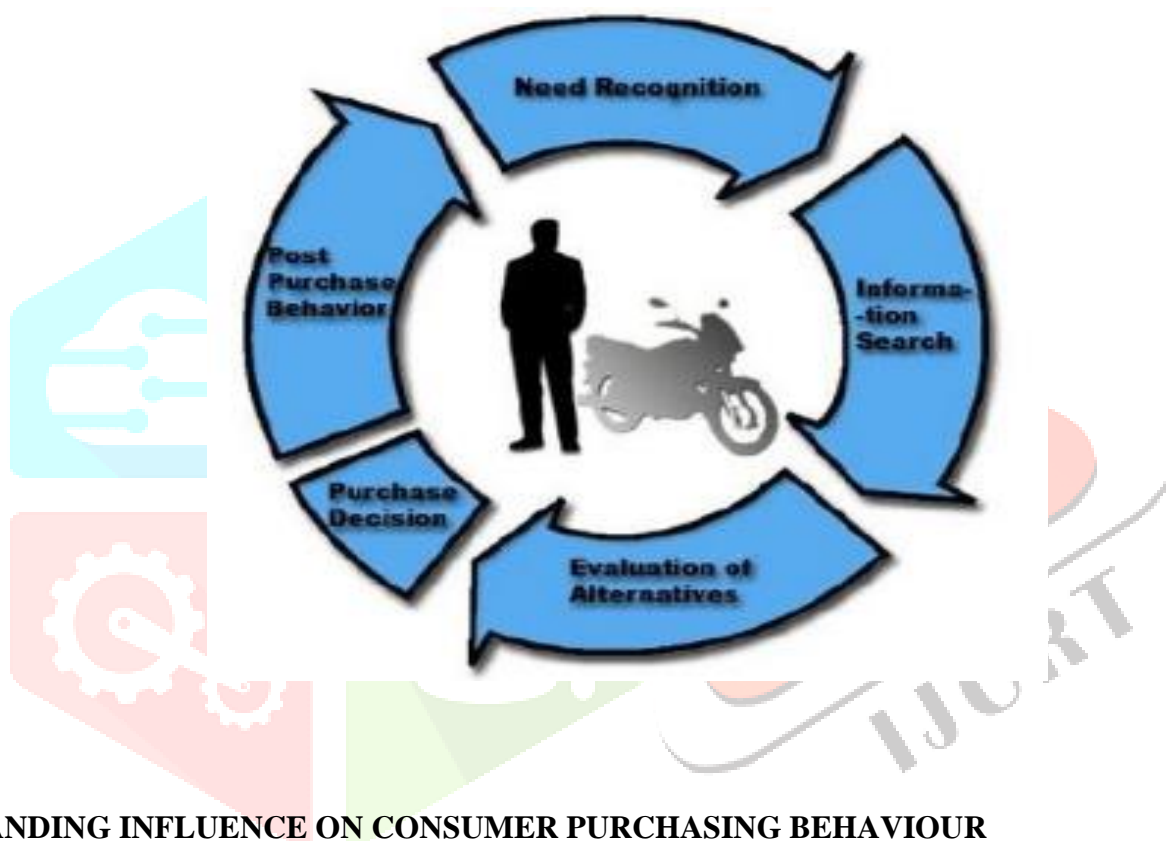 Need Recognition
Informa-
-tion
Search
Evaluation of
Alternatives
Purchase
Decision
Post
Purchase
Behavior
IJCRT
ANDING INFLUENCE ON CONSUMER PURCHASING BEHAVIOUR